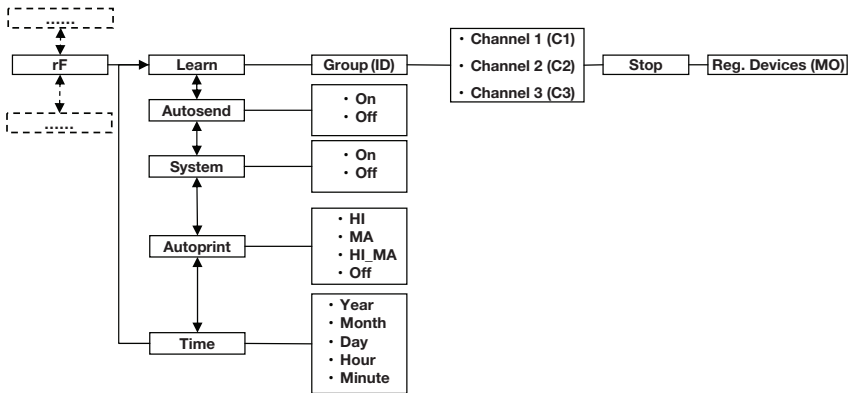 ......
rF
......
Learn
Group (ID)
• Channel 1 (C1)
• Channel 2 (C2)
• Channel 3 (C3)
Stop
Reg. Devices (MO)
Autosend
• On
• Off
System
• On
• Off
Autoprint
• HI
• MA
• HI_MA
• Off
Time
• Year
• Month
• Day
• Hour
• Minute